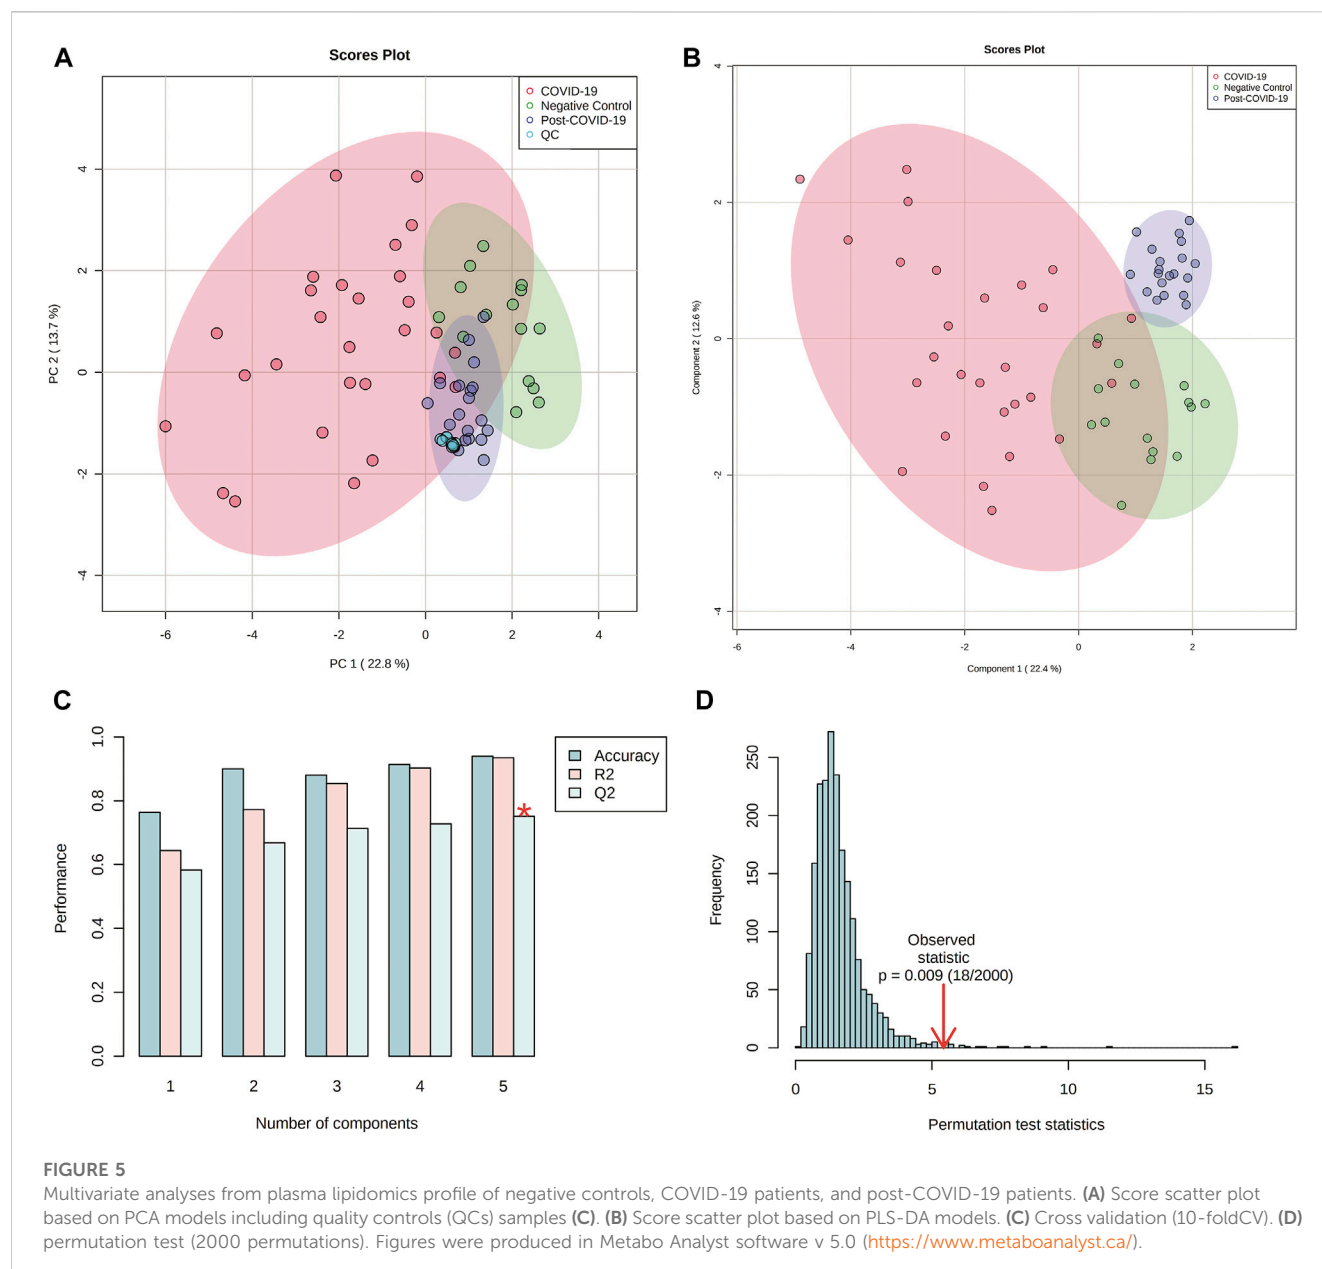 A
Scores Plot
COVID-19
Negative Control
Post-COVID-19
QC
4
2
0
-2
-4
PC 2 ( 13.7 %)
-6
-4
-2
0
2
4
PC 1 ( 22.8 %)
B
Scores Plot
COVID-19
Negative Control
Post-COVID-19
4
2
0
-2
-4
Component 2 ( 12.6 %)
-6
-4
-2
0
2
Component 1 ( 22.4 %)
C
1.0
0.8
0.6
0.4
0.2
0.0
Performance
Accuracy
R2
Q2
*
1
2
3
4
5
Number of components
D
250
200
150
100
50
0
Frequency
Observed
statistic
p = 0.009 (18/2000)
0
5
10
15
Permutation test statistics
FIGURE 5
Multivariate analyses from plasma lipidomics profile of negative controls, COVID-19 patients, and post-COVID-19 patients. (A) Score scatter plot
based on PCA models including quality controls (QCs) samples (C). (B) Score scatter plot based on PLS-DA models. (C) Cross validation (10-foldCV). (D)
permutation test (2000 permutations). Figures were produced in Metabo Analyst software v 5.0 (https://www.metaboanalyst.ca/).